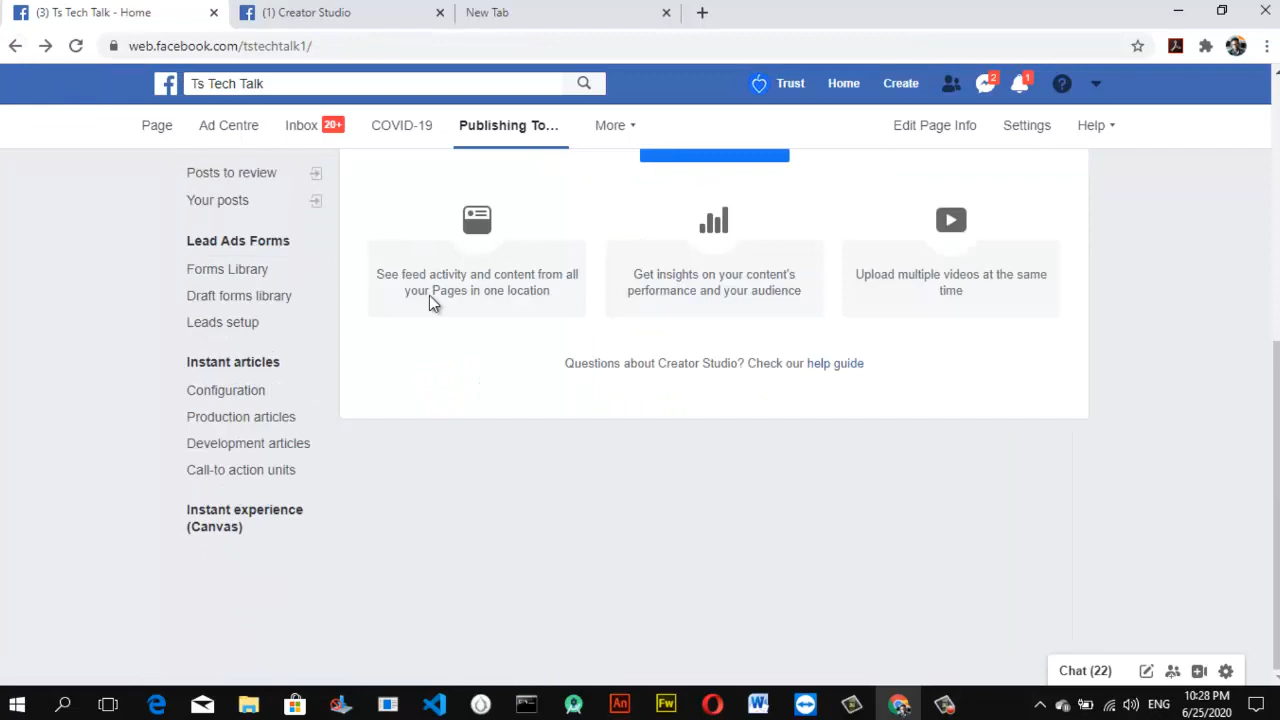 (3) Ts Tech Talk - Home
(1) Creator Studio
New Tab
web.facebook.com/tstechtalk1/
Ts Tech Talk
Trust
Home
Create
2
1
Page
Ad Centre
Inbox 20+
COVID-19
Publishing To...
More
Edit Page Info
Settings
Help
Posts to review
Your posts
Lead Ads Forms
Forms Library
Draft forms library
Leads setup
Instant articles
Configuration
Production articles
Development articles
Call-to action units
Instant experience
(Canvas)
See feed activity and content from all
your Pages in one location
Get insights on your content's
performance and your audience
Upload multiple videos at the same
time
Questions about Creator Studio? Check our help guide
Chat (22)
An
Fw
W
ENG
10:28 PM
6/25/2020